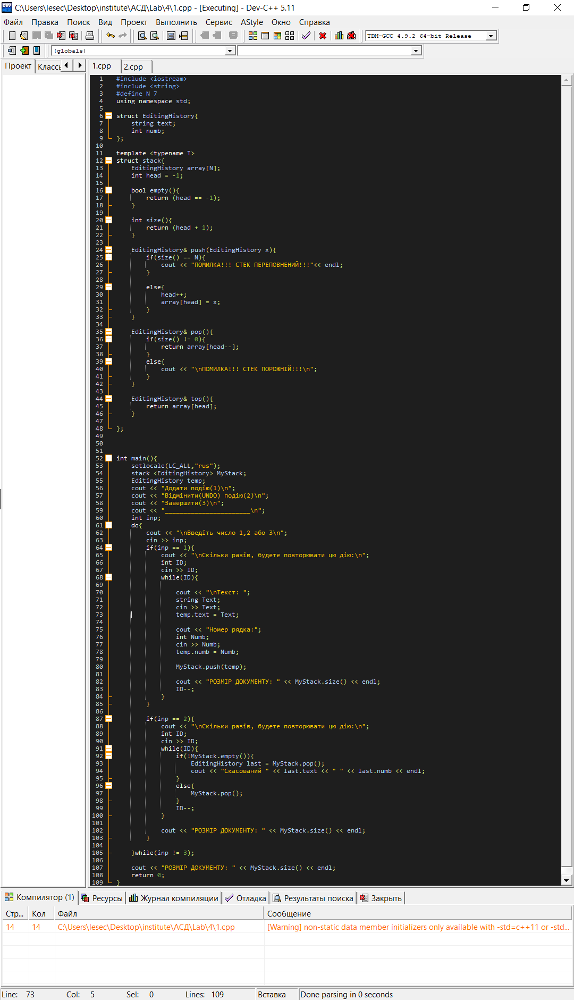 C:\Users\lesec\Desktop\institute\АСД\Lab\4\1.cpp - [Executing] - Dev-C++ 5.11
Файл Правка Поиск Вид Проект Выполнить Сервис AStyle Окно Справка
TDM-GCC 4.9.2 64-bit Release
(globals)
Проект Классы 1.cpp 2.cpp
1 #include <iostream>
2 #include <string>
3 #define N 7
4 using namespace std;
5
6 struct EditingHistory{
7 string text;
8 int numb;
9 };
10
11 template <typename T>
12 struct stack{
13 EditingHistory array[N];
14 int head = -1;
15
16 bool empty(){
17 return (head == -1);
18 }
19
20 int size(){
21 return (head + 1);
22 }
23
24 EditingHistory& push(EditingHistory x){
25 if(size() == N){
26 cout << "ПОМИЛКА!!! СТЕК ПЕРЕПОВНЕНИЙ!!!"<< endl;
27 }
28
29 else{
30 head++;
31 array[head] = x;
32 }
33 }
34
35 EditingHistory& pop(){
36 if(size() != 0){
37 return array[head--];
38 }
39 else{
40 cout << "\nПОМИЛКА!!! СТЕК ПОРОЖНІЙ!!!\n";
41 }
42 }
43
44 EditingHistory& top(){
45 return array[head];
46 }
47
48 };
49
50
51
52 int main(){
53 setlocale(LC_ALL,"rus");
54 stack <EditingHistory> MyStack;
55 EditingHistory temp;
56 cout << "Додати подію(1)\n";
57 cout << "Відмінити(UNDO) подію(2)\n";
58 cout << "Завершити(3)\n";
59 cout << "_______________________\n";
60 int inp;
61 do{
62 cout << "\nВведіть число 1,2 або 3\n";
63 cin >> inp;
64 if(inp == 1){
65 cout << "\nСкільки разів, будете повторювати цю дію:\n";
66 int ID;
67 cin >> ID;
68 while(ID){
69
70 cout << "\nТекст: ";
71 string Text;
72 cin >> Text;
73 temp.text = Text;
74
75 cout << "Номер рядка:";
76 int Numb;
77 cin >> Numb;
78 temp.numb = Numb;
79
80 MyStack.push(temp);
81
82 cout << "РОЗМІР ДОКУМЕНТУ: " << MyStack.size() << endl;
83 ID--;
84 }
85 }
86
87 if(inp == 2){
88 cout << "\nСкільки разів, будете повторювати цю дію:\n";
89 int ID;
90 cin >> ID;
91 while(ID){
92 if(!MyStack.empty()){
93 EditingHistory last = MyStack.pop();
94 cout << "Скасований " << last.text << " " << last.numb << endl;
95 }
96 else{
97 MyStack.pop();
98 }
99 ID--;
100 }
101
102 cout << "РОЗМІР ДОКУМЕНТУ: " << MyStack.size() << endl;
103 }
104
105 }while(inp != 3);
106
107 cout << "РОЗМІР ДОКУМЕНТУ: " << MyStack.size() << endl;
108 return 0;
109 }
Компилятор (1) Ресурсы Журнал компиляции Отладка Результаты поиска Закрыть
Стр... Кол Файл Сообщение
14 14 C:\Users\lesec\Desktop\institute\АСД\Lab\4\1.cpp [Warning] non-static data member initializers only available with -std=c++11 or -std...
Line: 73 Col: 5 Sel: 0 Lines: 109 Вставка Done parsing in 0 seconds